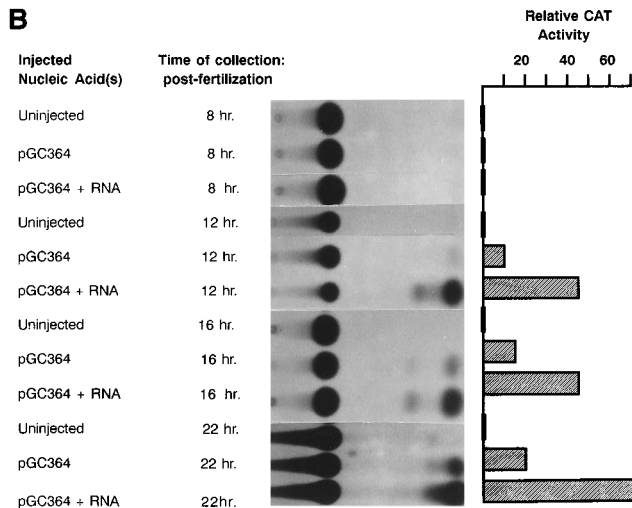 B
Relative CAT
Activity
Injected
Nucleic Acid(s)
Time of collection:
post-fertilization
20 40 60
Uninjected 8 hr.
pGC364 8 hr.
pGC364 + RNA 8 hr.
Uninjected 12 hr.
pGC364 12 hr.
pGC364 + RNA 12 hr.
Uninjected 16 hr.
pGC364 16 hr.
pGC364 + RNA 16 hr.
Uninjected 22 hr.
pGC364 22 hr.
pGC364 + RNA 22hr.